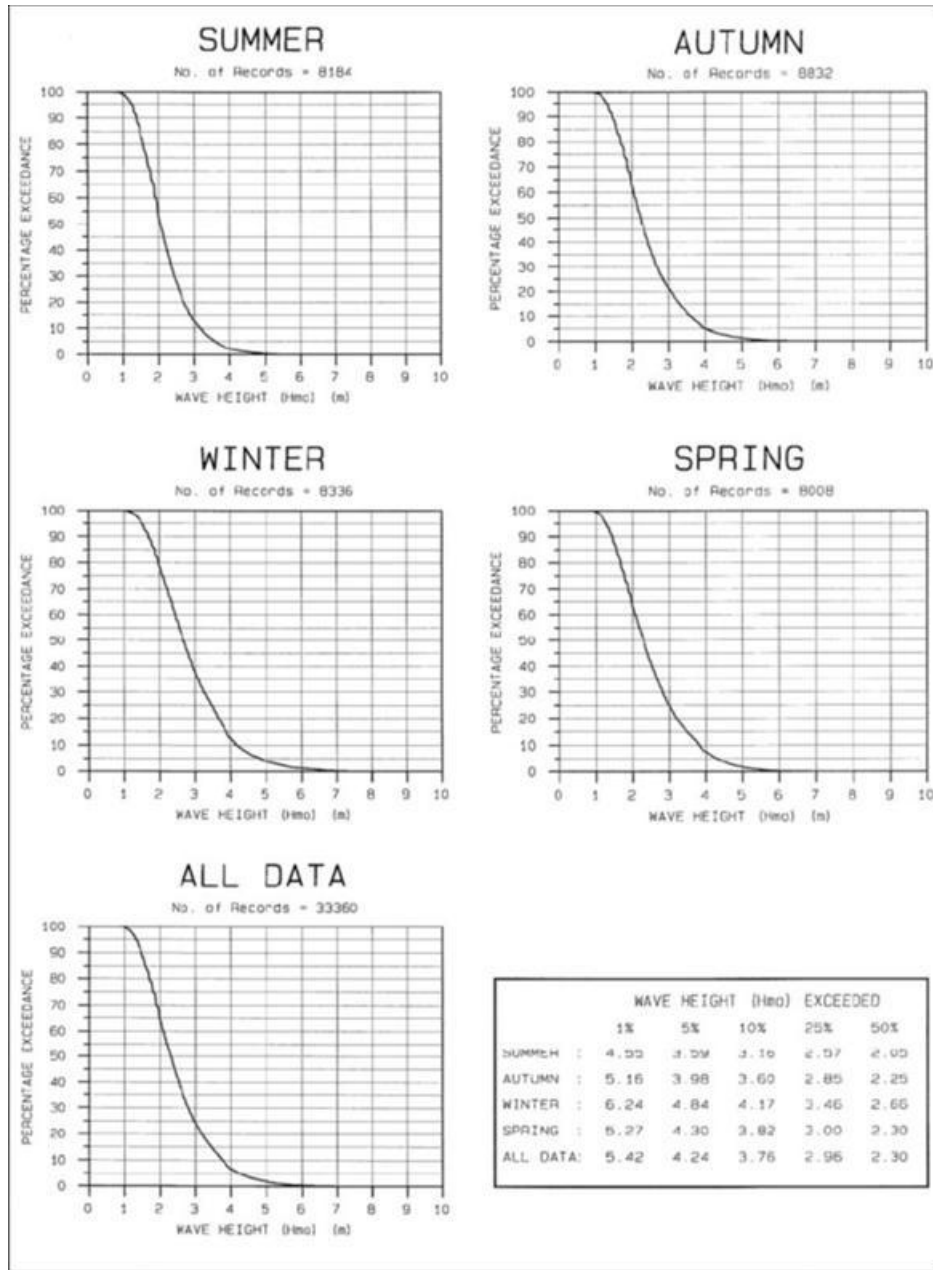 SUMMER
No. of Records = 8184
100
90
80
70
60
50
40
30
20
10
0
PERCENTAGE EXCEEDANCE
0 1 2 3 4 5 6 7 8 9 10
WAVE HEIGHT (Hmo) (m)
AUTUMN
No. of Records = 8832
100
90
80
70
60
50
40
30
20
10
0
PERCENTAGE EXCEEDANCE
0 1 2 3 4 5 6 7 8 9 10
WAVE HEIGHT (Hmo) (m)
WINTER
No. of Records = 8336
100
90
80
70
60
50
40
30
20
10
0
PERCENTAGE EXCEEDANCE
0 1 2 3 4 5 6 7 8 9 10
WAVE HEIGHT (Hmo) (m)
SPRING
No. of Records = 8008
100
90
80
70
60
50
40
30
20
10
0
PERCENTAGE EXCEEDANCE
0 1 2 3 4 5 6 7 8 9 10
WAVE HEIGHT (Hmo) (m)
ALL DATA
No. of Records = 33360
100
90
80
70
60
50
40
30
20
10
0
PERCENTAGE EXCEEDANCE
0 1 2 3 4 5 6 7 8 9 10
WAVE HEIGHT (Hmo) (m)
WAVE HEIGHT (Hmo) EXCEEDED
1% 5% 10% 25% 50%
SUMMER : 4.55 3.59 3.16 2.57 2.05
AUTUMN : 5.16 3.98 3.60 2.85 2.25
WINTER : 6.24 4.84 4.17 3.46 2.66
SPRING : 5.27 4.30 3.82 3.00 2.30
ALL DATA: 5.42 4.24 3.76 2.96 2.30